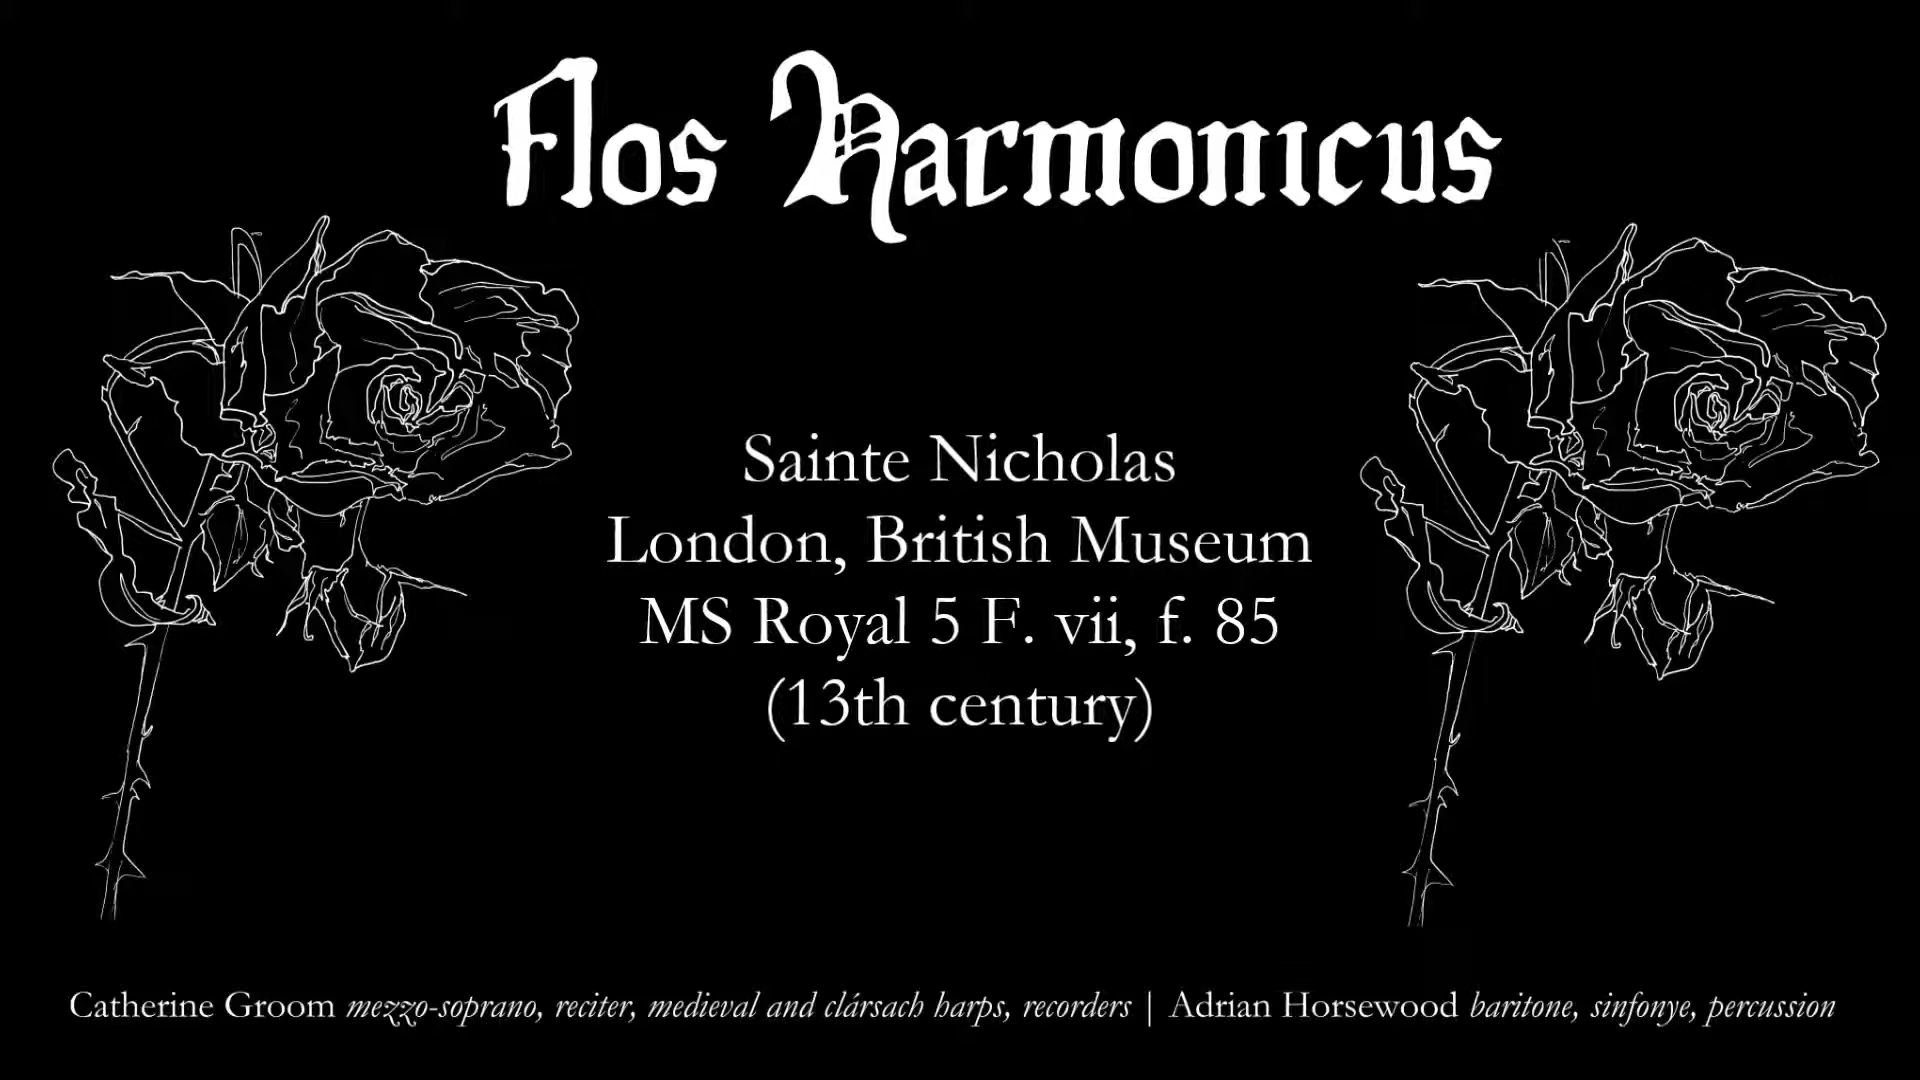 Flos Harmonicus
Sainte Nicholas
London, British Museum
MS Royal 5 F. vii, f. 85
(13th century)
Catherine Groom mezzo-soprano, reciter, medieval and clársach harps, recorders | Adrian Horsewood baritone, sinfonye, percussion